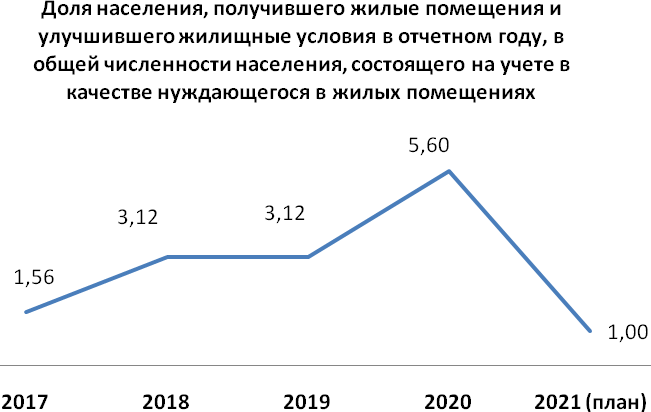 Доля населения, получившего жилые помещения и
улучшившего жилищные условия в отчетном году, в
общей численности населения, состоящего на учете в
качестве нуждающегося в жилых помещениях
5,60
3,12
3,12
1,56
1,00
2017
2018
2019
2020
2021 (план)